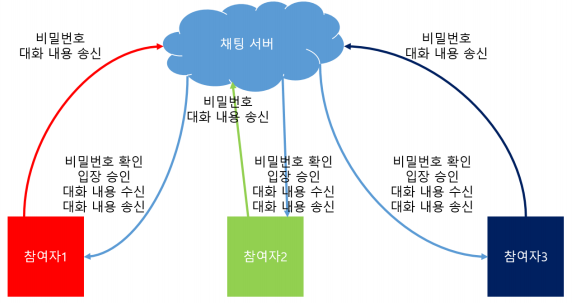 채팅 서버
비밀번호
대화 내용 송신
비밀번호
대화 내용 송신
비밀번호
대화 내용 송신
비밀번호 확인
입장 승인
대화 내용 수신
대화 내용 송신
비밀번호 확인
입장 승인
대화 내용 수신
대화 내용 송신
비밀번호 확인
입장 승인
대화 내용 수신
대화 내용 송신
참여자1
참여자2
참여자3